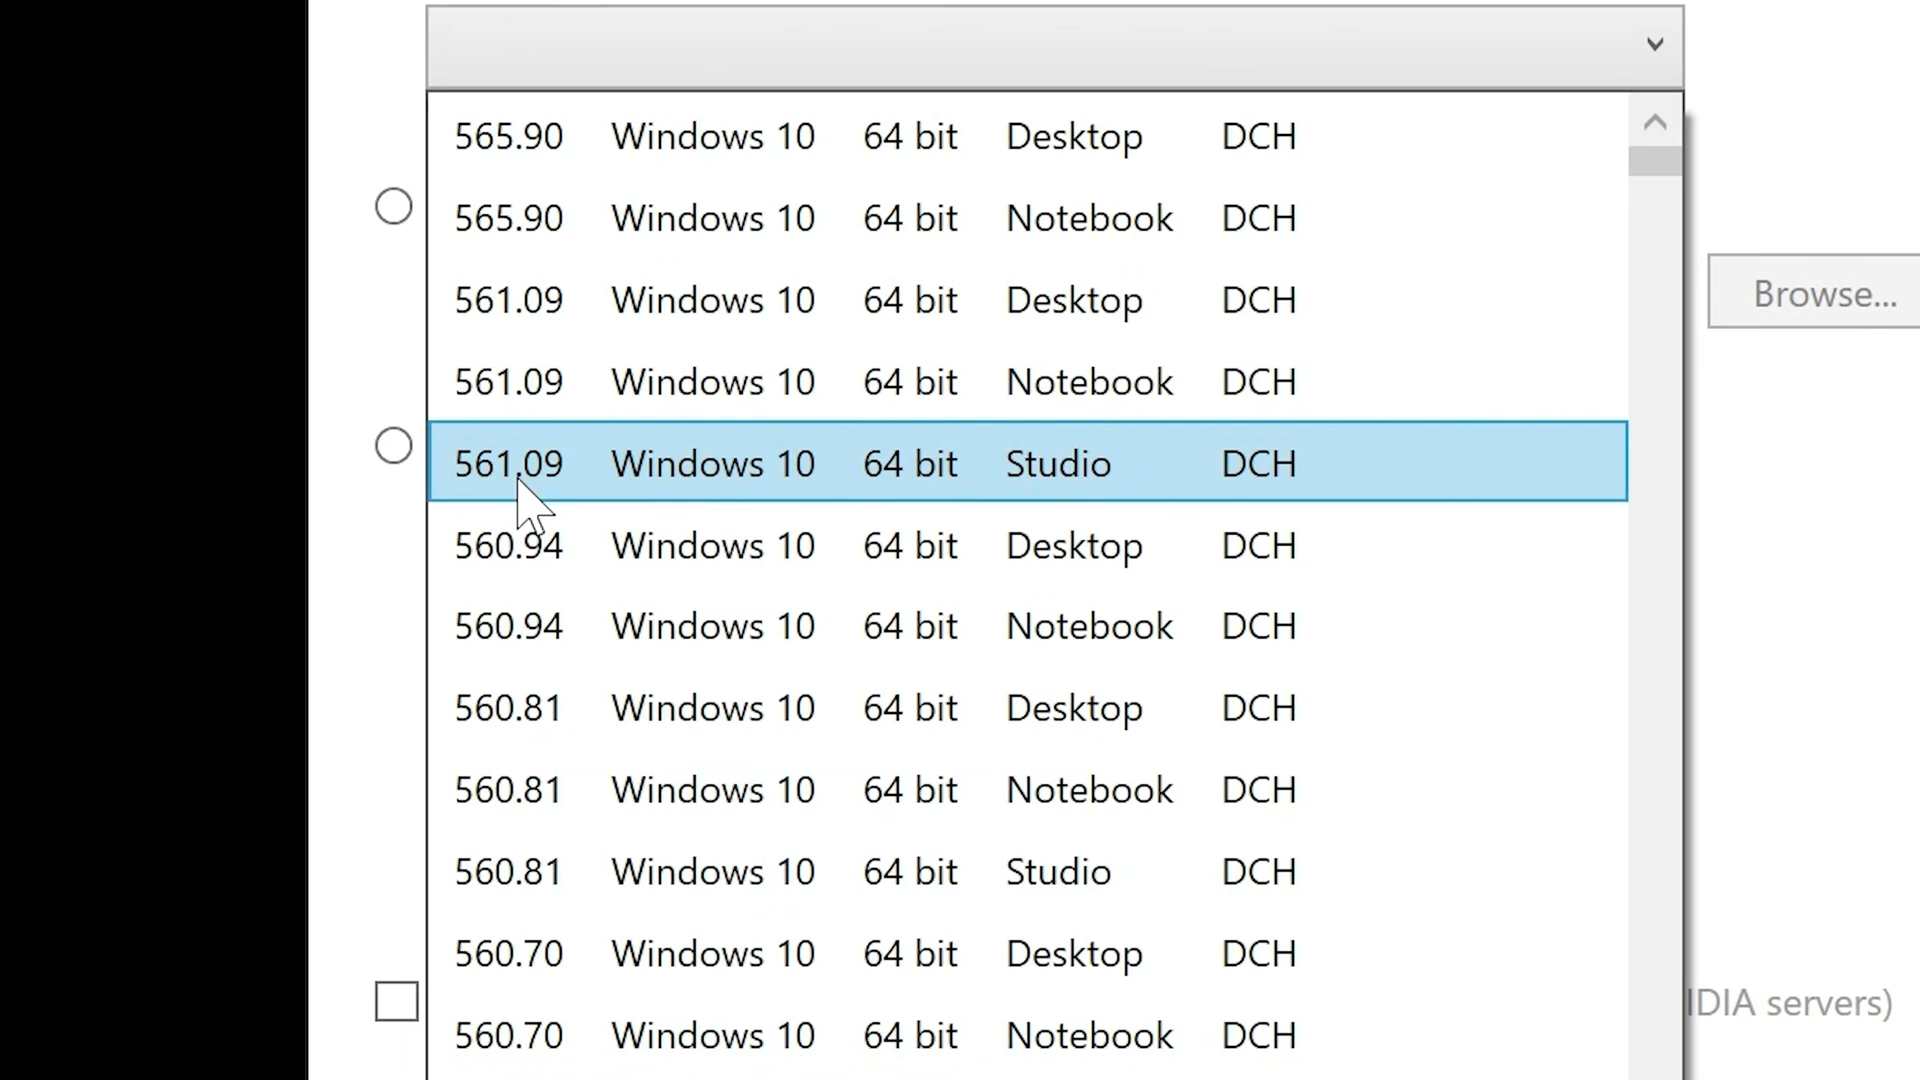 565.90 Windows 10 64 bit Desktop DCH
565.90 Windows 10 64 bit Notebook DCH
561.09 Windows 10 64 bit Desktop DCH
Browse...
561.09 Windows 10 64 bit Notebook DCH
561.09 Windows 10 64 bit Studio DCH
560.94 Windows 10 64 bit Desktop DCH
560.94 Windows 10 64 bit Notebook DCH
560.81 Windows 10 64 bit Desktop DCH
560.81 Windows 10 64 bit Notebook DCH
560.81 Windows 10 64 bit Studio DCH
560.70 Windows 10 64 bit Desktop DCH
IDIA servers)
560.70 Windows 10 64 bit Notebook DCH